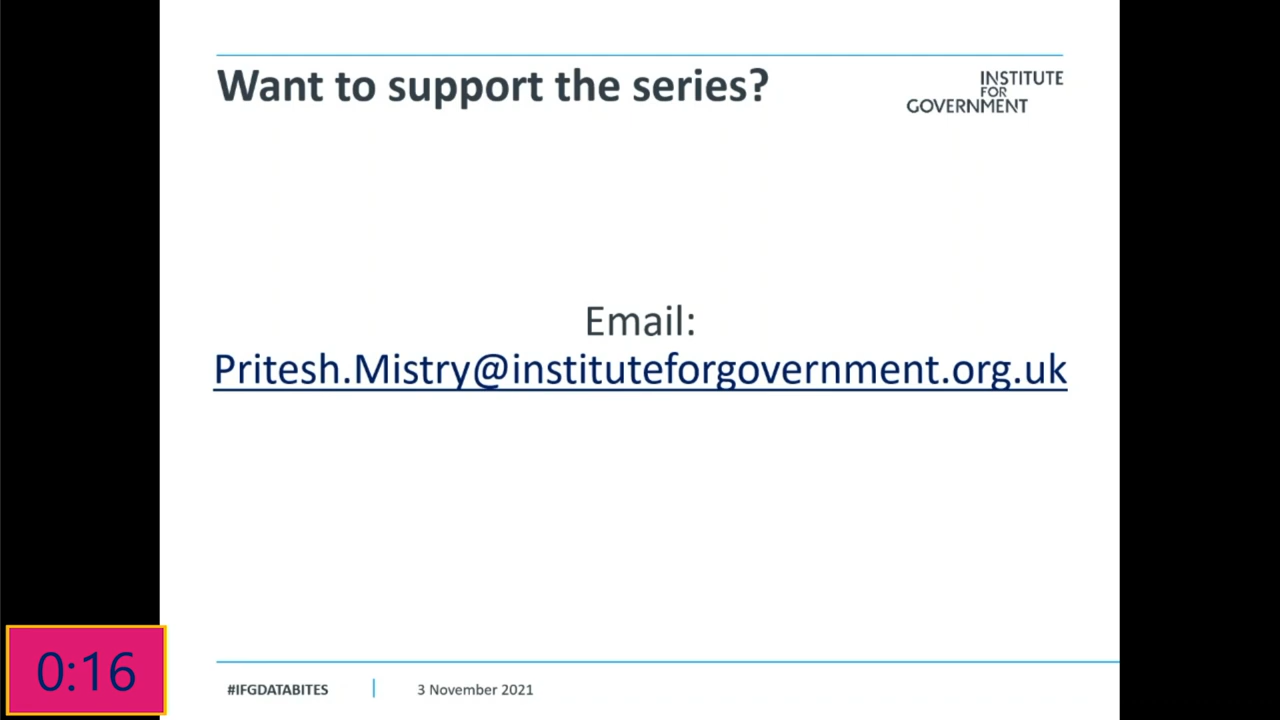 Want to support the series?
INSTITUTE
FOR
GOVERNMENT
Email:
Pritesh.Mistry@instituteforgovernment.org.uk
0:16
#IFGDATABITES
3 November 2021